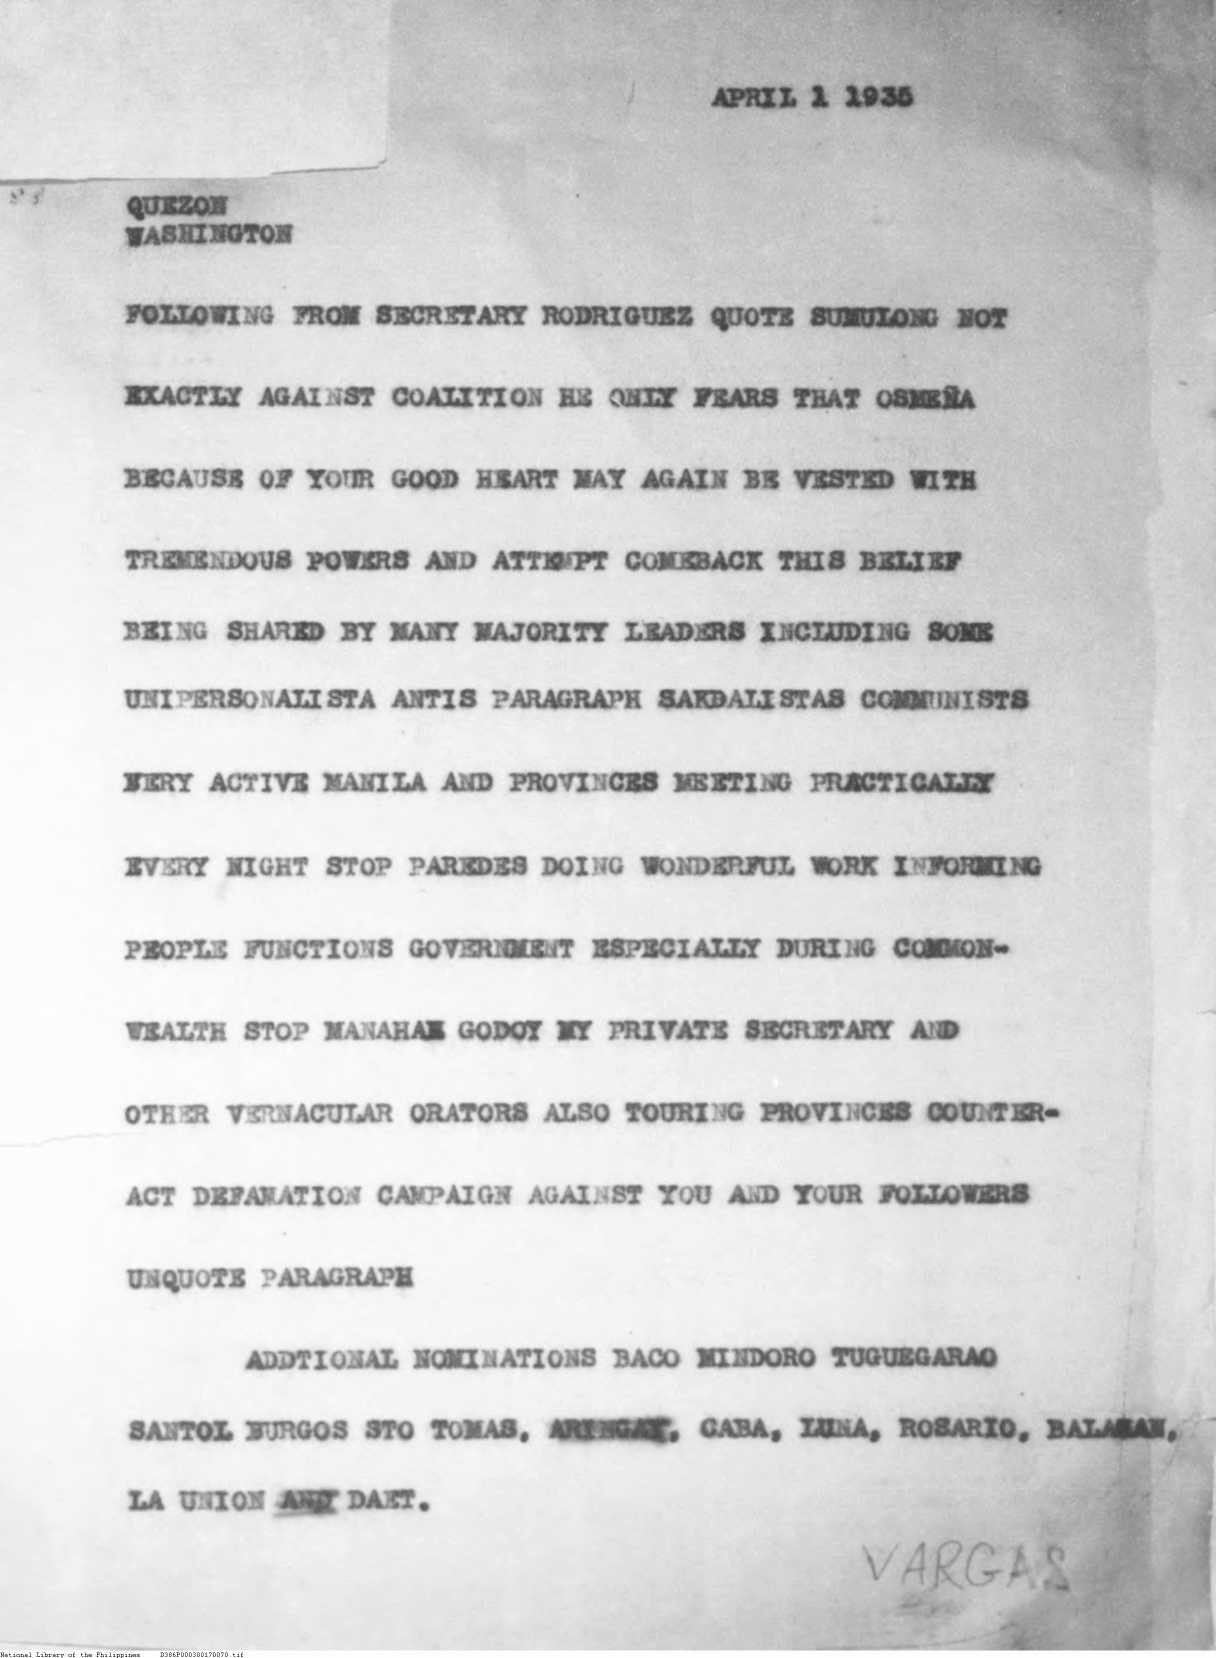 APRIL 1 1935
QUEZON
WASHINGTON
FOLLOWING FROM SECRETARY RODRIGUEZ QUOTE SUMULONG NOT
EXACTLY AGAINST COALITION HE ONLY FEARS THAT OSMEÑA
BECAUSE OF YOUR GOOD HEART MAY AGAIN BE VESTED WITH
TREMENDOUS POWERS AND ATTEMPT COMEBACK THIS BELIEF
BEING SHARED BY MANY MAJORITY LEADERS INCLUDING SOME
UNIPERSONALISTA ANTIS PARAGRAPH SAKDALISTAS COMMUNISTS
VERY ACTIVE MANILA AND PROVINCES MEETING PRACTICALLY
EVERY NIGHT STOP PAREDES DOING WONDERFUL WORK INFORMING
PEOPLE FUNCTIONS GOVERNMENT ESPECIALLY DURING COMMON-
WEALTH STOP MANAHAN GODOY MY PRIVATE SECRETARY AND
OTHER VERNACULAR ORATORS ALSO TOURING PROVINCES COUNTER-
ACT DEFAMATION CAMPAIGN AGAINST YOU AND YOUR FOLLOWERS
UNQUOTE PARAGRAPH
ADDTIONAL NOMINATIONS BACO MINDORO TUGUEGARAO
SANTOL BURGOS STO TOMAS, ARINGAY, CABA, LUNA, ROSARIO, BALAOAN,
LA UNION AND DAET.
VARGAS
National Library of the Philippines D386P000380170070.tif